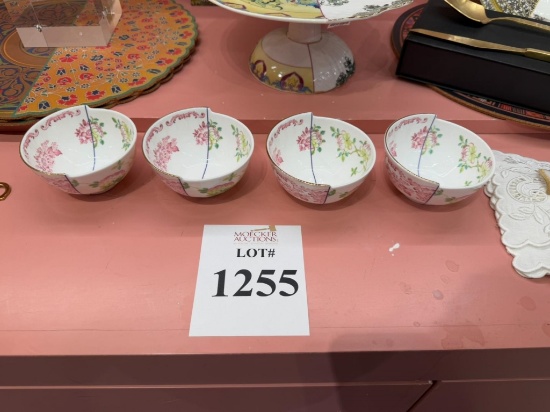 MOECKER
AUCTIONS
LOT#
1255